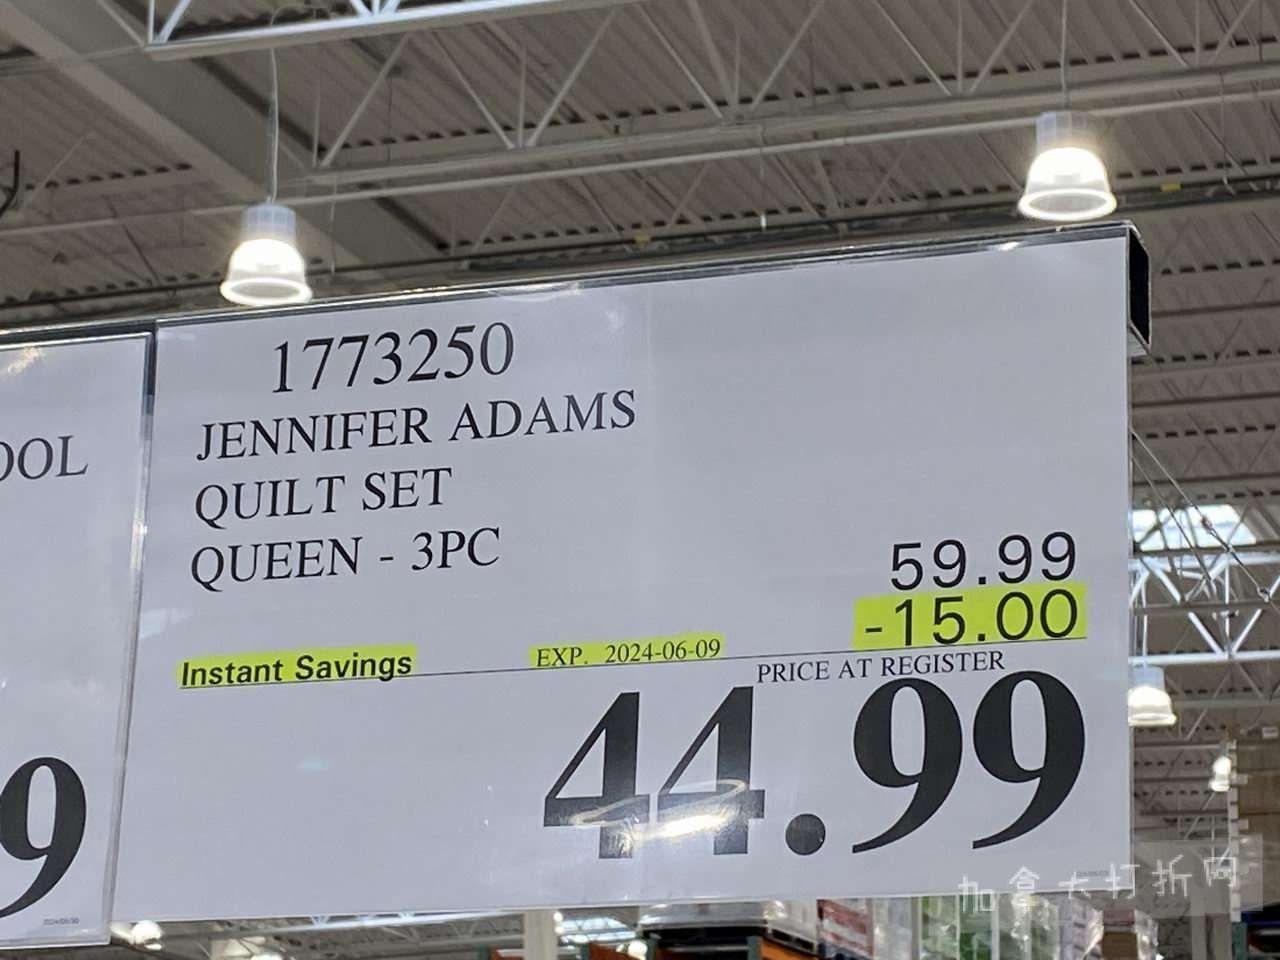 1773250
JENNIFER ADAMS
QUILT SET
QUEEN - 3PC
59.99
-15.00
Instant Savings EXP. 2024-06-09
PRICE AT REGISTER
44.99
OOL
9
加拿大打折网